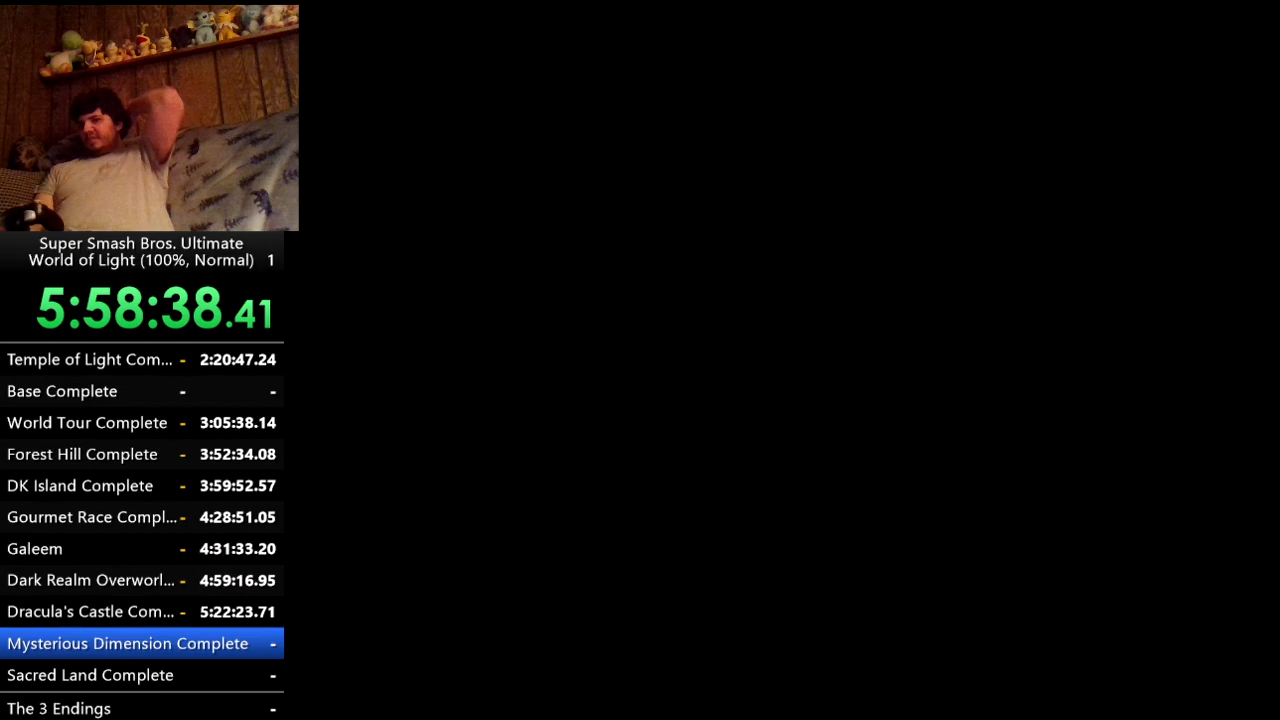 Super Smash Bros. Ultimate
World of Light (100%, Normal) 1
5:58:38.41
Temple of Light Com... - 2:20:47.24
Base Complete - -
World Tour Complete - 3:05:38.14
Forest Hill Complete - 3:52:34.08
DK Island Complete - 3:59:52.57
Gourmet Race Compl... - 4:28:51.05
Galeem - 4:31:33.20
Dark Realm Overworl... - 4:59:16.95
Dracula's Castle Com... - 5:22:23.71
Mysterious Dimension Complete -
Sacred Land Complete -
The 3 Endings -